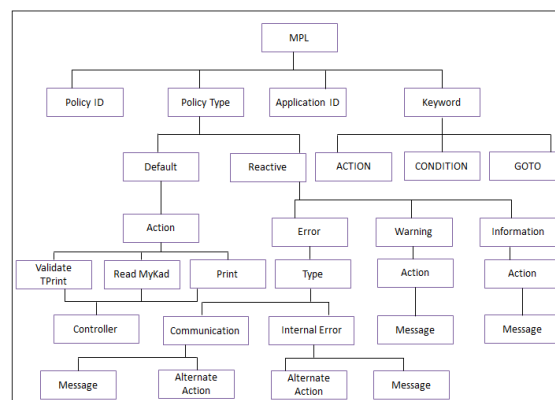 MPL
Policy ID
Policy Type
Application ID
Keyword
Default
Reactive
ACTION
CONDITION
GOTO
Action
Error
Warning
Information
Validate
TPrint
Read MyKad
Print
Type
Action
Action
Controller
Communication
Internal Error
Message
Message
Message
Alternate
Action
Alternate
Action
Message